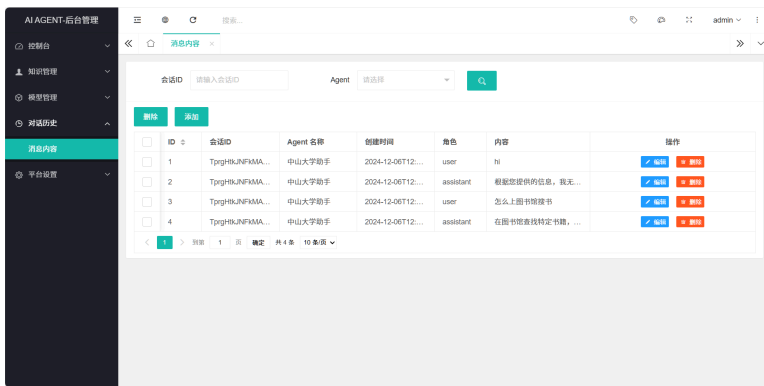 AI AGENT-后台管理
搜索...
admin
控制台
消息内容
知识管理
会话ID 请输入会话ID Agent 请选择
模型管理
对话历史
删除 添加
消息内容
ID 会话ID Agent 名称 创建时间 角色 内容 操作
1 TprgHtkJNFkMA... 中山大学助手 2024-12-06T12:... user hi 编辑 删除
平台设置
2 TprgHtkJNFkMA... 中山大学助手 2024-12-06T12:... assistant 根据您提供的信息，我无... 编辑 删除
3 TprgHtkJNFkMA... 中山大学助手 2024-12-06T12:... user 怎么上图书馆搜书 编辑 删除
4 TprgHtkJNFkMA... 中山大学助手 2024-12-06T12:... assistant 在图书馆查找特定书籍，... 编辑 删除
1 到第 1 页 确定 共 4 条 10 条/页